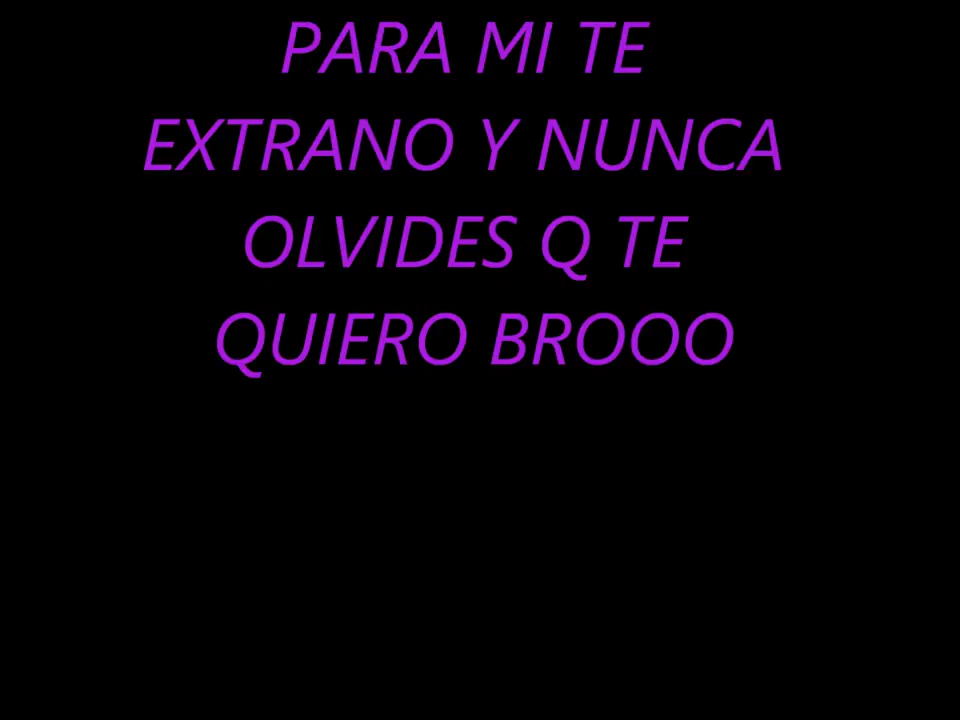 PARA MI TE
EXTRANO Y NUNCA
OLVIDES Q TE
QUIERO BROOO